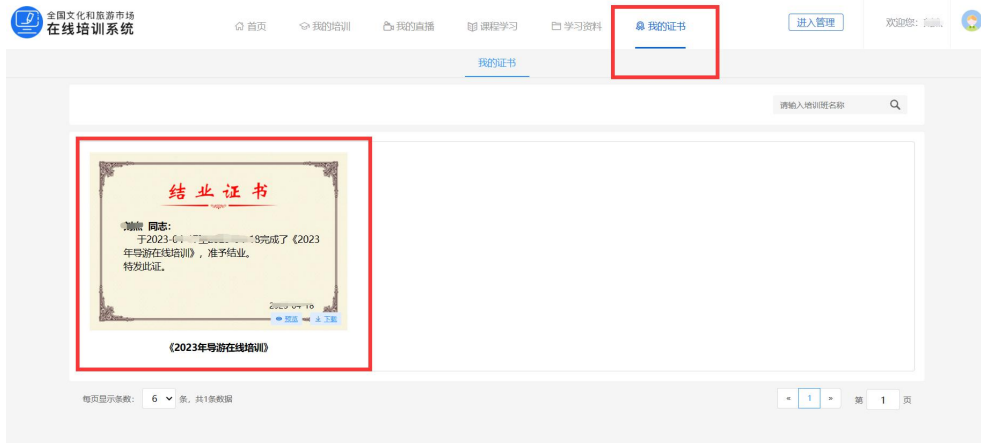 全国文化和旅游市场
在线培训系统
首页
我的培训
我的直播
课程学习
学习资料
我的证书
进入管理
欢迎您:
我的证书
请输入培训班名称
结业证书
同志:
于2023-0 18完成了《2023
年导游在线培训》，准予结业。
特发此证。
预览
下载
《2023年导游在线培训》
每页显示条数: 6 条, 共1条数据
« 1 » 第 1 页